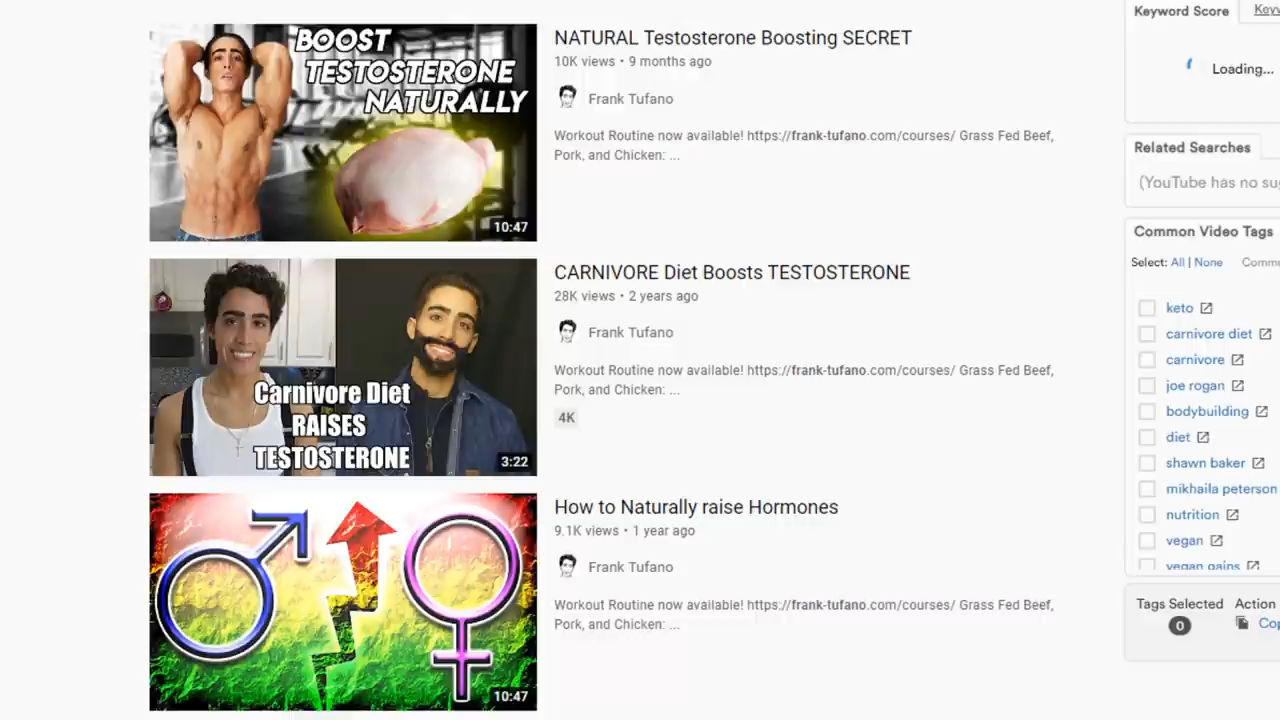 BOOST
TESTOSTERONE
NATURALLY
10:47
NATURAL Testosterone Boosting SECRET
10K views • 9 months ago
Frank Tufano
Workout Routine now available! https://frank-tufano.com/courses/ Grass Fed Beef,
Pork, and Chicken: ...
Carnivore Diet
RAISES
TESTOSTERONE
3:22
CARNIVORE Diet Boosts TESTOSTERONE
28K views • 2 years ago
Frank Tufano
Workout Routine now available! https://frank-tufano.com/courses/ Grass Fed Beef,
Pork, and Chicken: ...
4K
10:47
How to Naturally raise Hormones
9.1K views • 1 year ago
Frank Tufano
Workout Routine now available! https://frank-tufano.com/courses/ Grass Fed Beef,
Pork, and Chicken: ...
Keyword Score
Loading...
Related Searches
(YouTube has no
Common Video Tags
Select: All | None
keto
carnivore diet
carnivore
joe rogan
bodybuilding
diet
shawn baker
mikhaila peterson
nutrition
vegan
vegan gains
Tags Selected Action
0